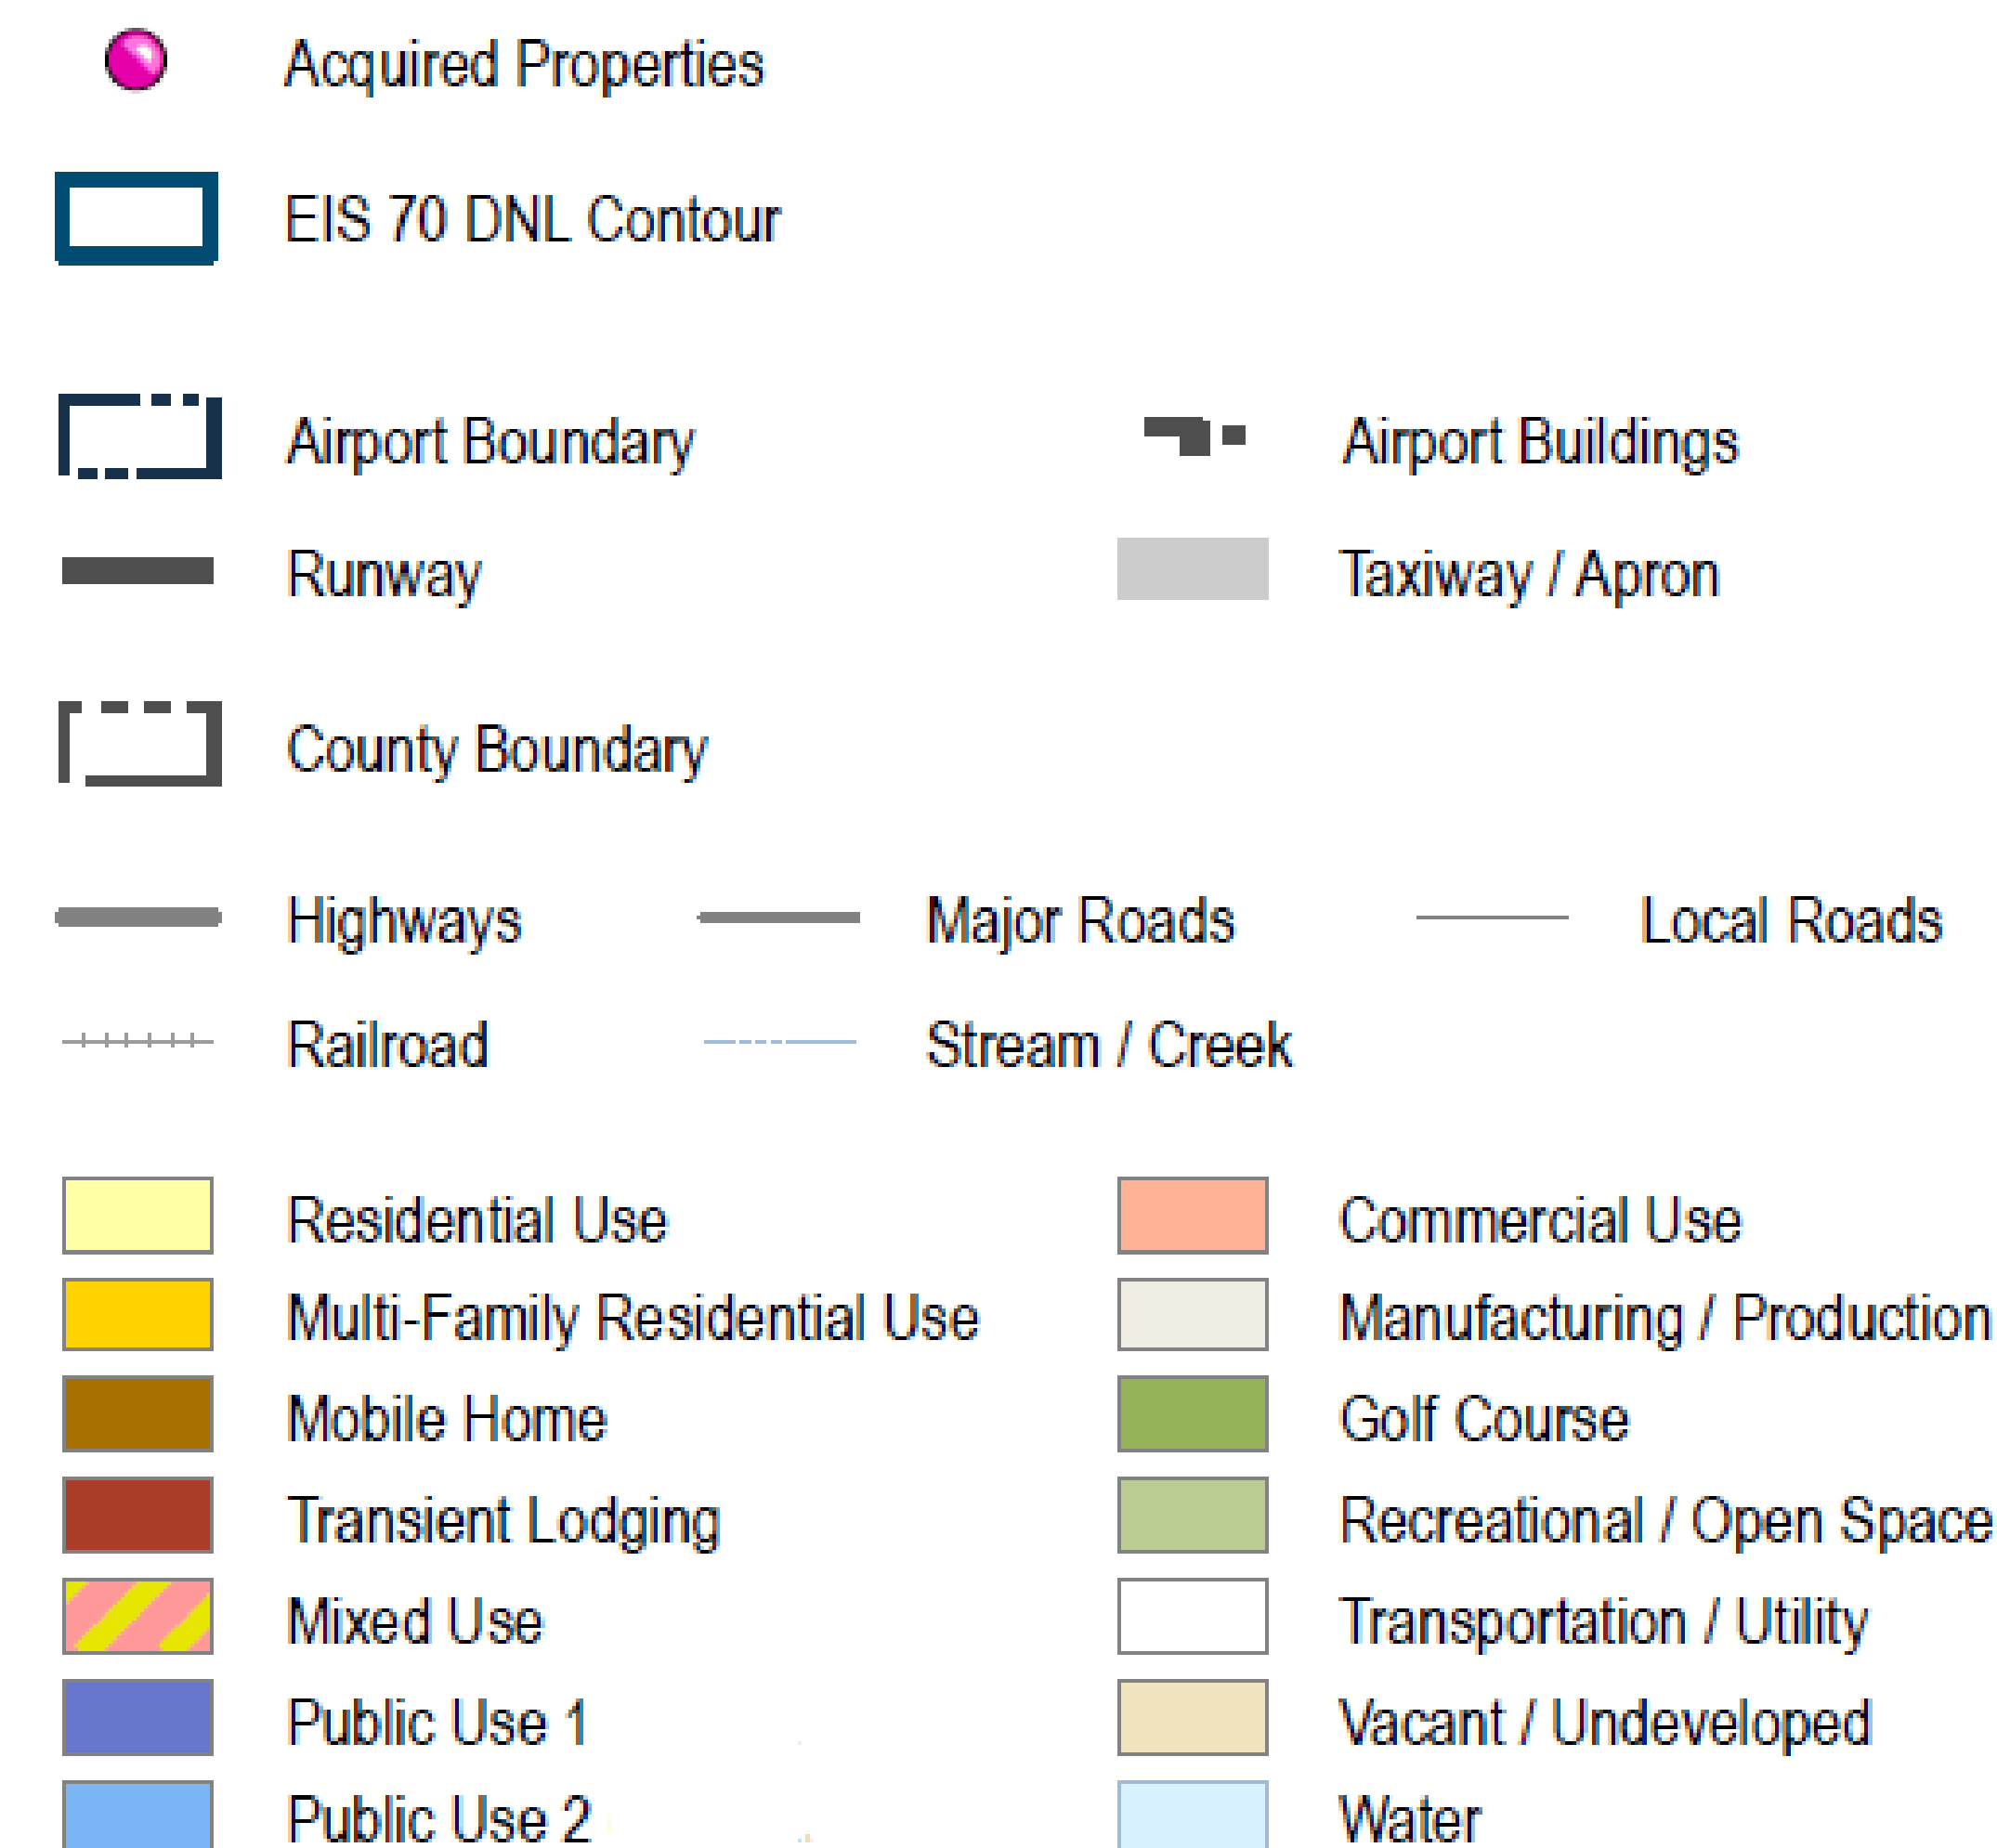 Acquired Properties
EIS 70 DNL Contour
Airport Boundary
Airport Buildings
Runway
Taxiway / Apron
County Boundary
Highways
Major Roads
Local Roads
Railroad
Stream / Creek
Residential Use
Commercial Use
Multi-Family Residential Use
Manufacturing / Production
Mobile Home
Golf Course
Transient Lodging
Recreational / Open Space
Mixed Use
Transportation / Utility
Public Use 1
Vacant / Undeveloped
Public Use 2
Water